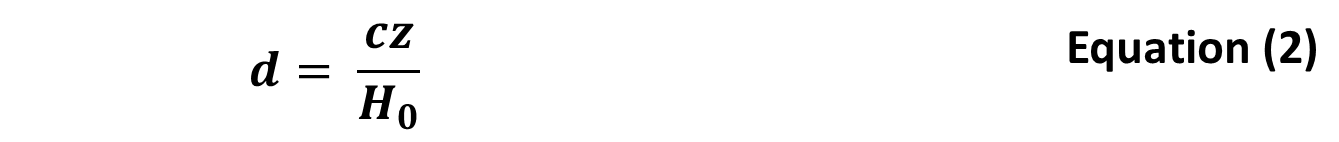 d = cz / H₀ Equation (2)